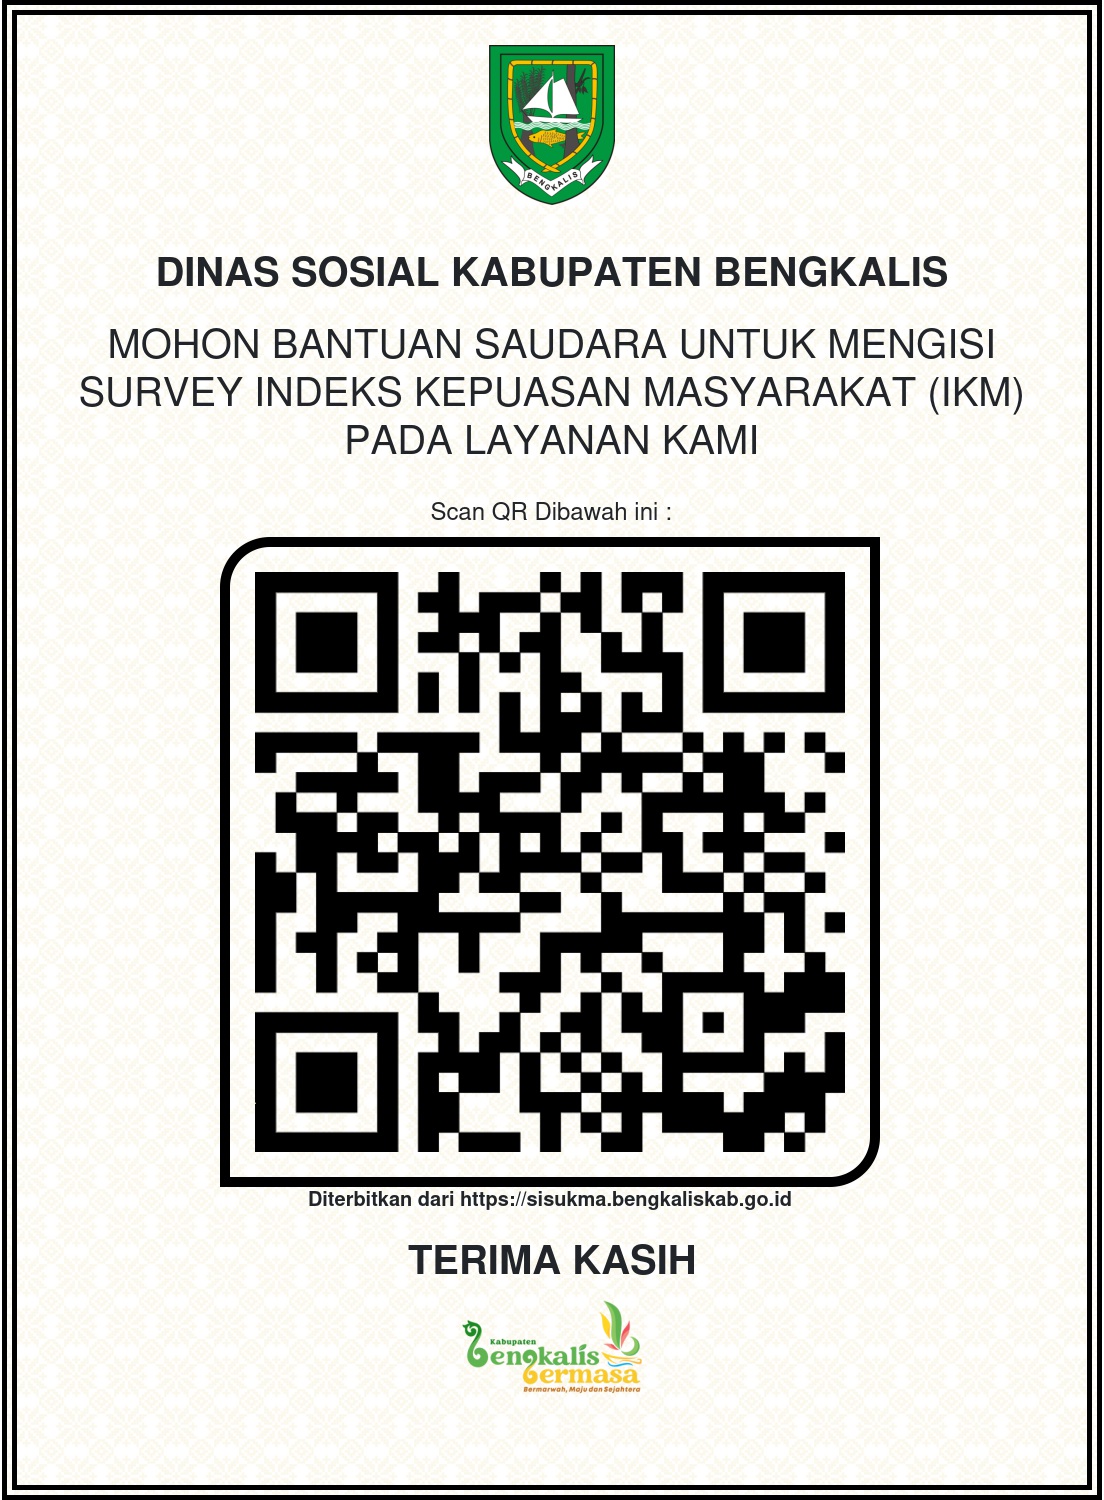 BENGKALIS
DINAS SOSIAL KABUPATEN BENGKALIS
MOHON BANTUAN SAUDARA UNTUK MENGISI
SURVEY INDEKS KEPUASAN MASYARAKAT (IKM)
PADA LAYANAN KAMI
Scan QR Dibawah ini :
Diterbitkan dari https://sisukma.bengkaliskab.go.id
TERIMA KASIH
Kabupaten
Bengkalis
Bermasa
Bermarwah, Maju dan Sejahtera